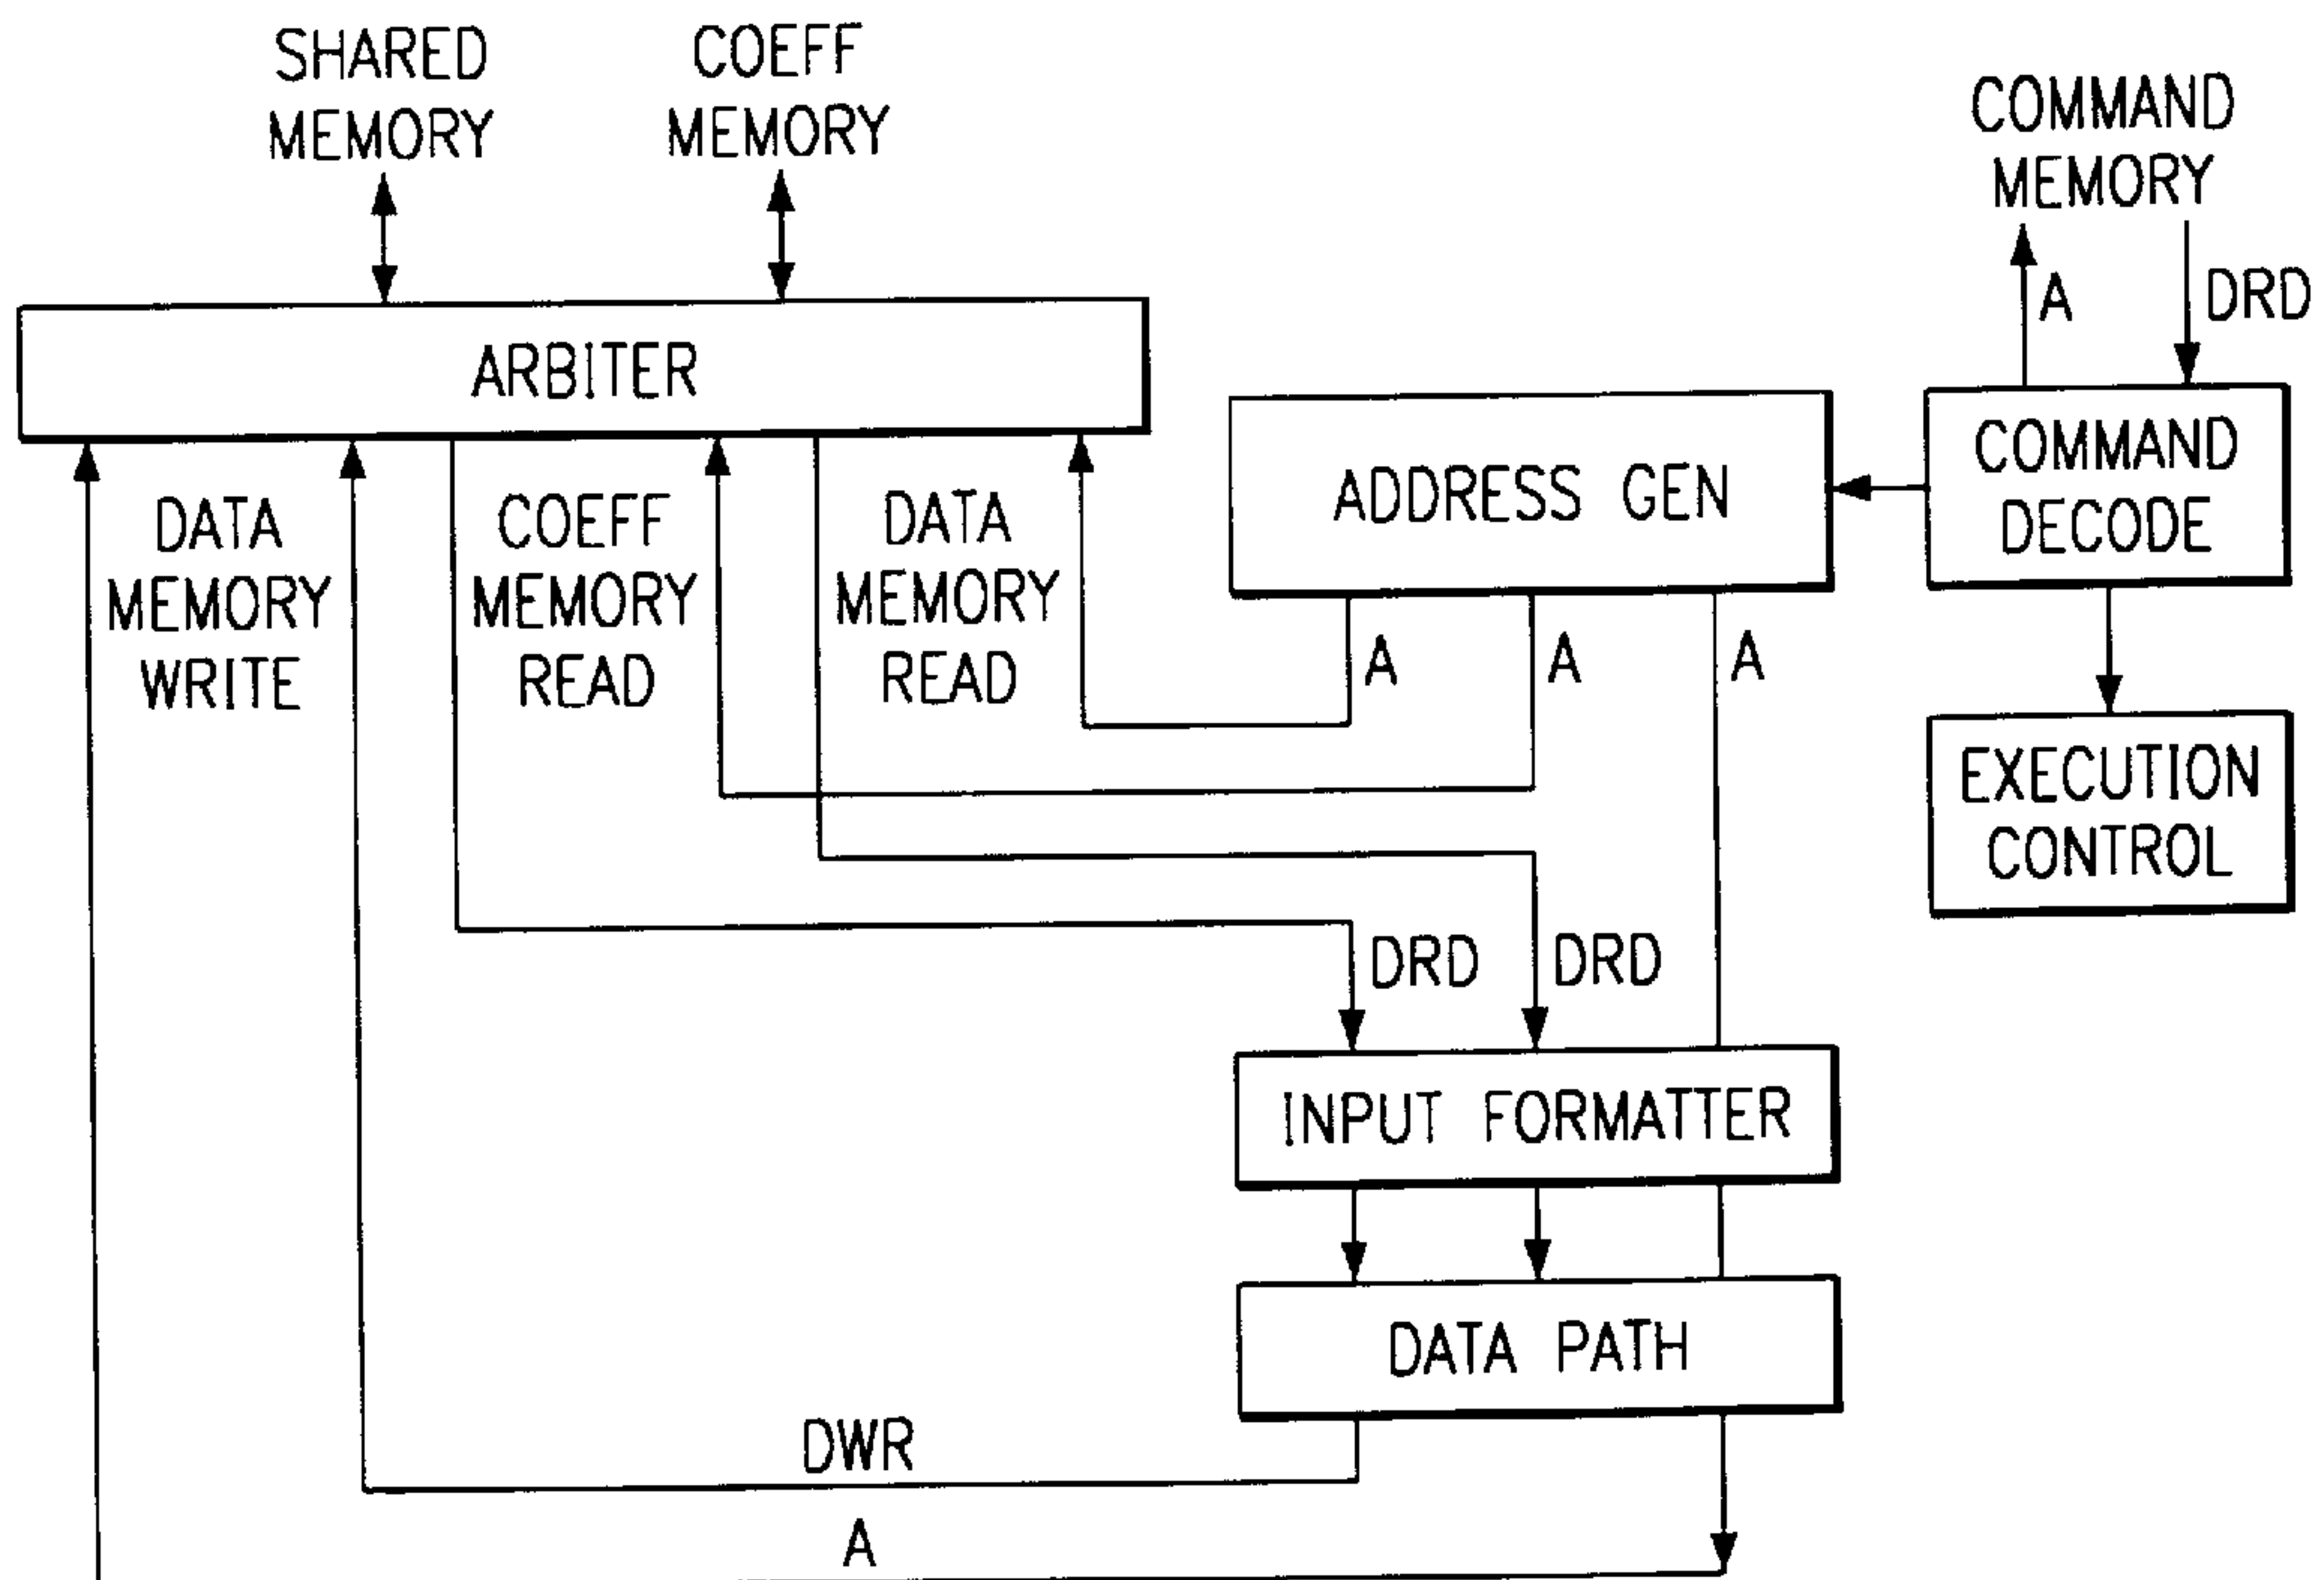 SHARED
MEMORY
COEFF
MEMORY
COMMAND
MEMORY
A
DRD
ARBITER
ADDRESS GEN
COMMAND
DECODE
DATA
MEMORY
WRITE
COEFF
MEMORY
READ
DATA
MEMORY
READ
A
A
A
EXECUTION
CONTROL
DRD
DRD
INPUT FORMATTER
DATA PATH
DWR
A